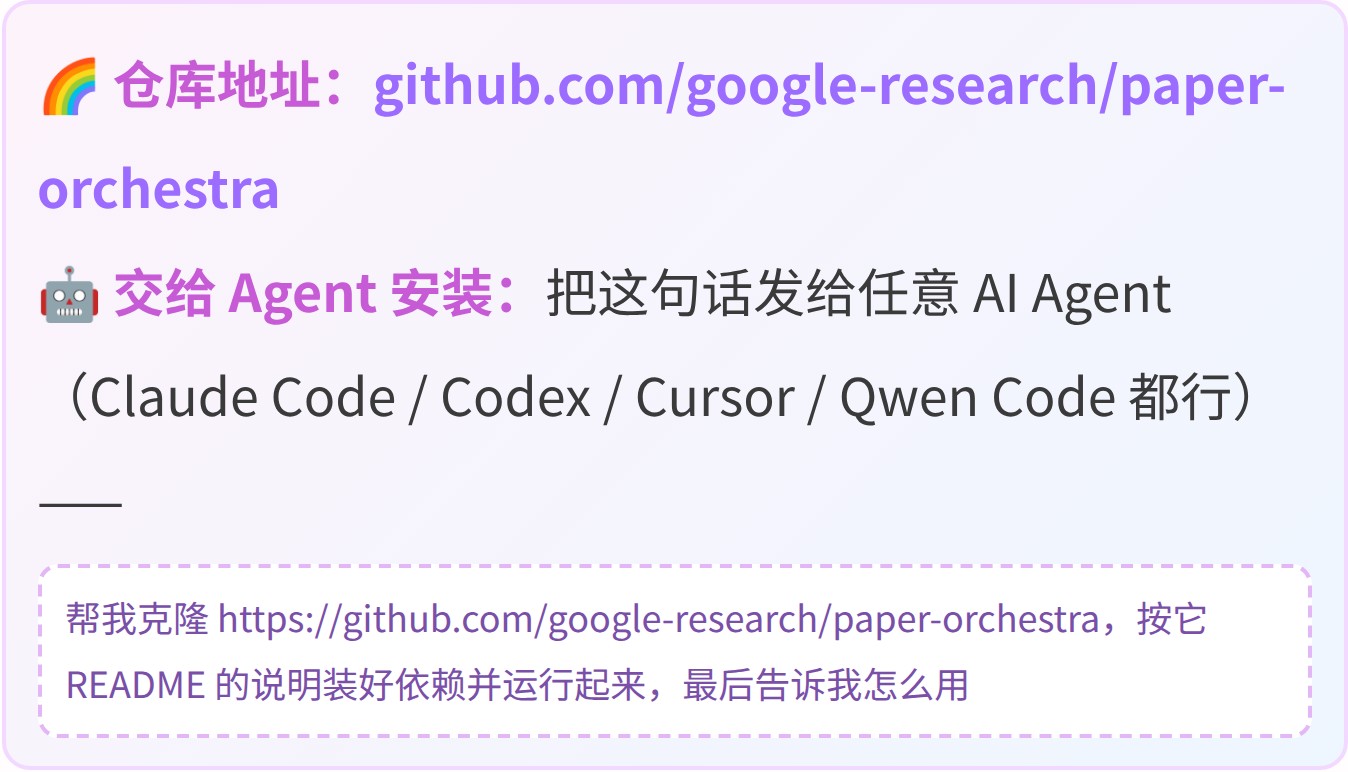 🌈 仓库地址：github.com/google-research/paper-
orchestra
🤖 交给 Agent 安装：把这句话发给任意 AI Agent
（Claude Code / Codex / Cursor / Qwen Code 都行）
——
帮我克隆 https://github.com/google-research/paper-orchestra，按它
README 的说明装好依赖并运行起来，最后告诉我怎么用